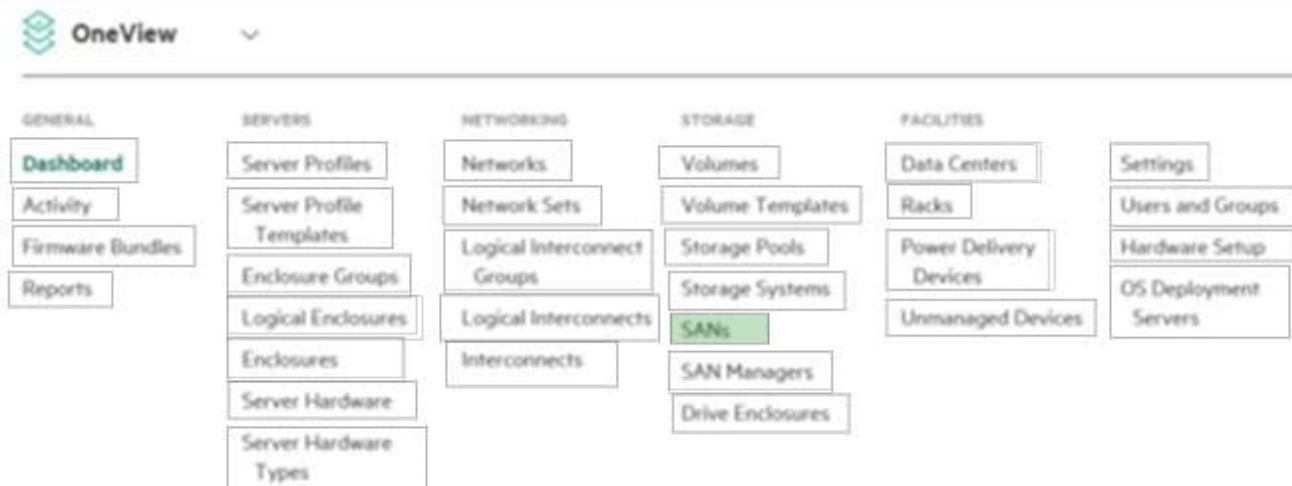 OneView
GENERAL
Dashboard
Activity
Firmware Bundles
Reports
SERVERS
Server Profiles
Server Profile
Templates
Enclosure Groups
Logical Enclosures
Enclosures
Server Hardware
Server Hardware
Types
NETWORKING
Networks
Network Sets
Logical Interconnect
Groups
Logical Interconnects
Interconnects
STORAGE
Volumes
Volume Templates
Storage Pools
Storage Systems
SANs
SAN Managers
Drive Enclosures
FACILITIES
Data Centers
Racks
Power Delivery
Devices
Unmanaged Devices
Settings
Users and Groups
Hardware Setup
OS Deployment
Servers